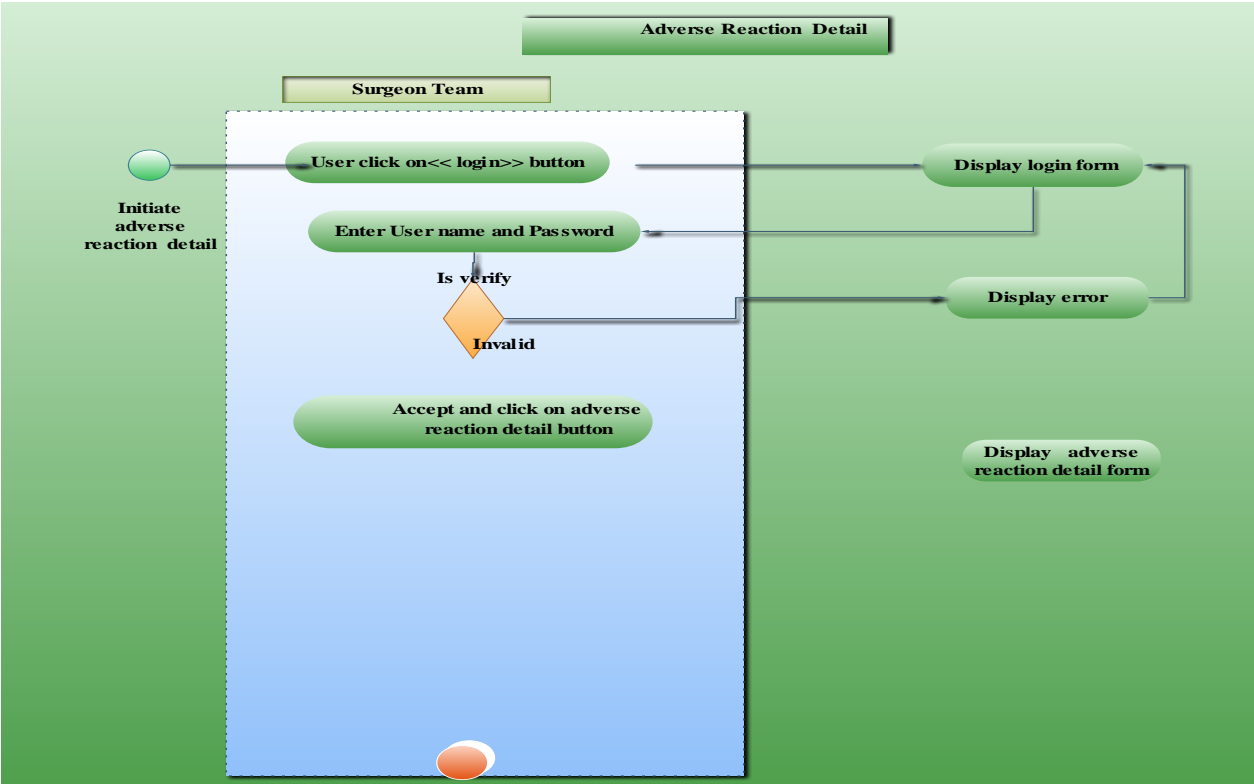 Adverse Reaction Detail
Surgeon Team
User click on<< login>> button
Display login form
Initiate
adverse
reaction detail
Enter User name and Password
Is verify
Display error
Invalid
Accept and click on adverse
reaction detail button
Display adverse
reaction detail form